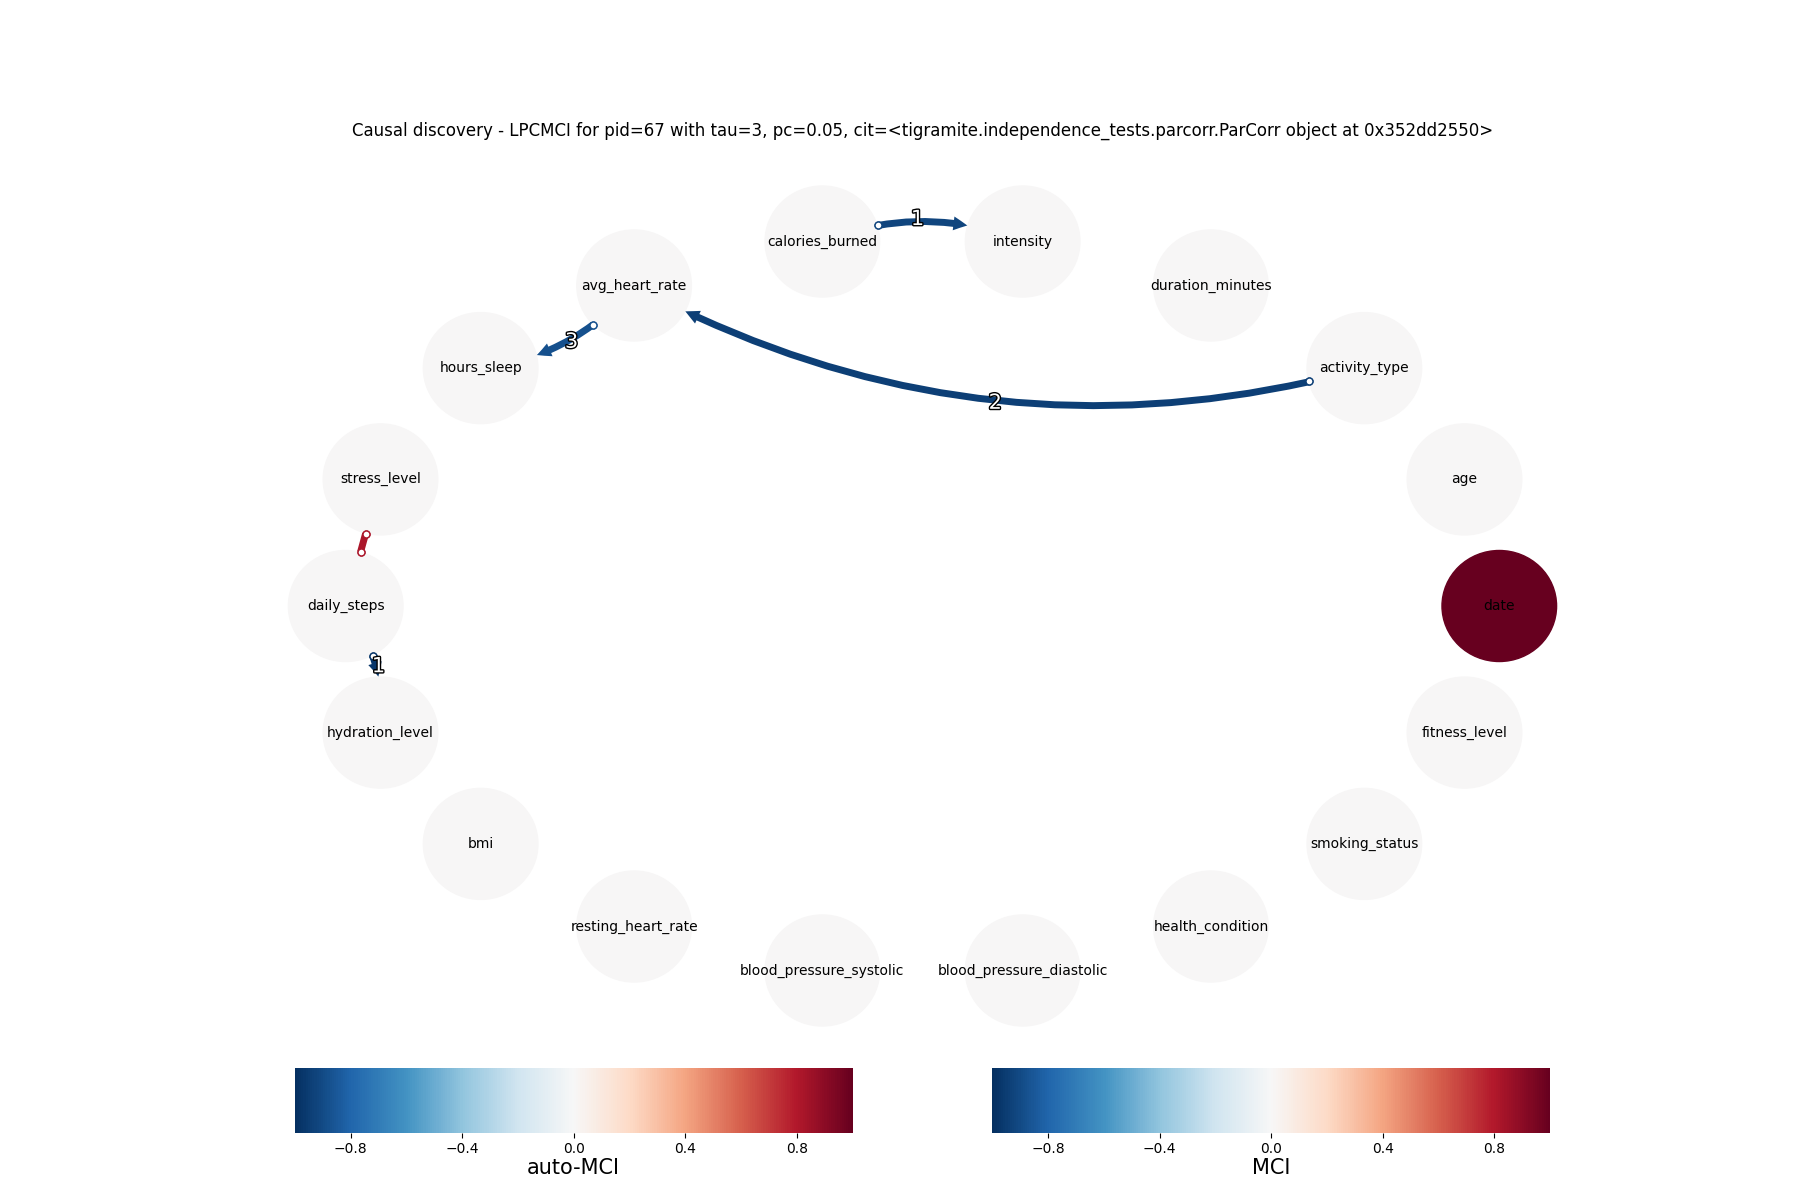 Causal discovery - LPCMCI for pid=67 with tau=3, pc=0.05, cit=<tigramite.independence_tests.parcorr.ParCorr object at 0x352dd2550>
1
calories_burned
intensity
avg_heart_rate
duration_minutes
3
hours_sleep
activity_type
2
stress_level
age
daily_steps
date
1
hydration_level
fitness_level
bmi
smoking_status
resting_heart_rate
health_condition
blood_pressure_systolic
blood_pressure_diastolic
−0.8 −0.4 0.0 0.4 0.8
auto-MCI
−0.8 −0.4 0.0 0.4 0.8
MCI